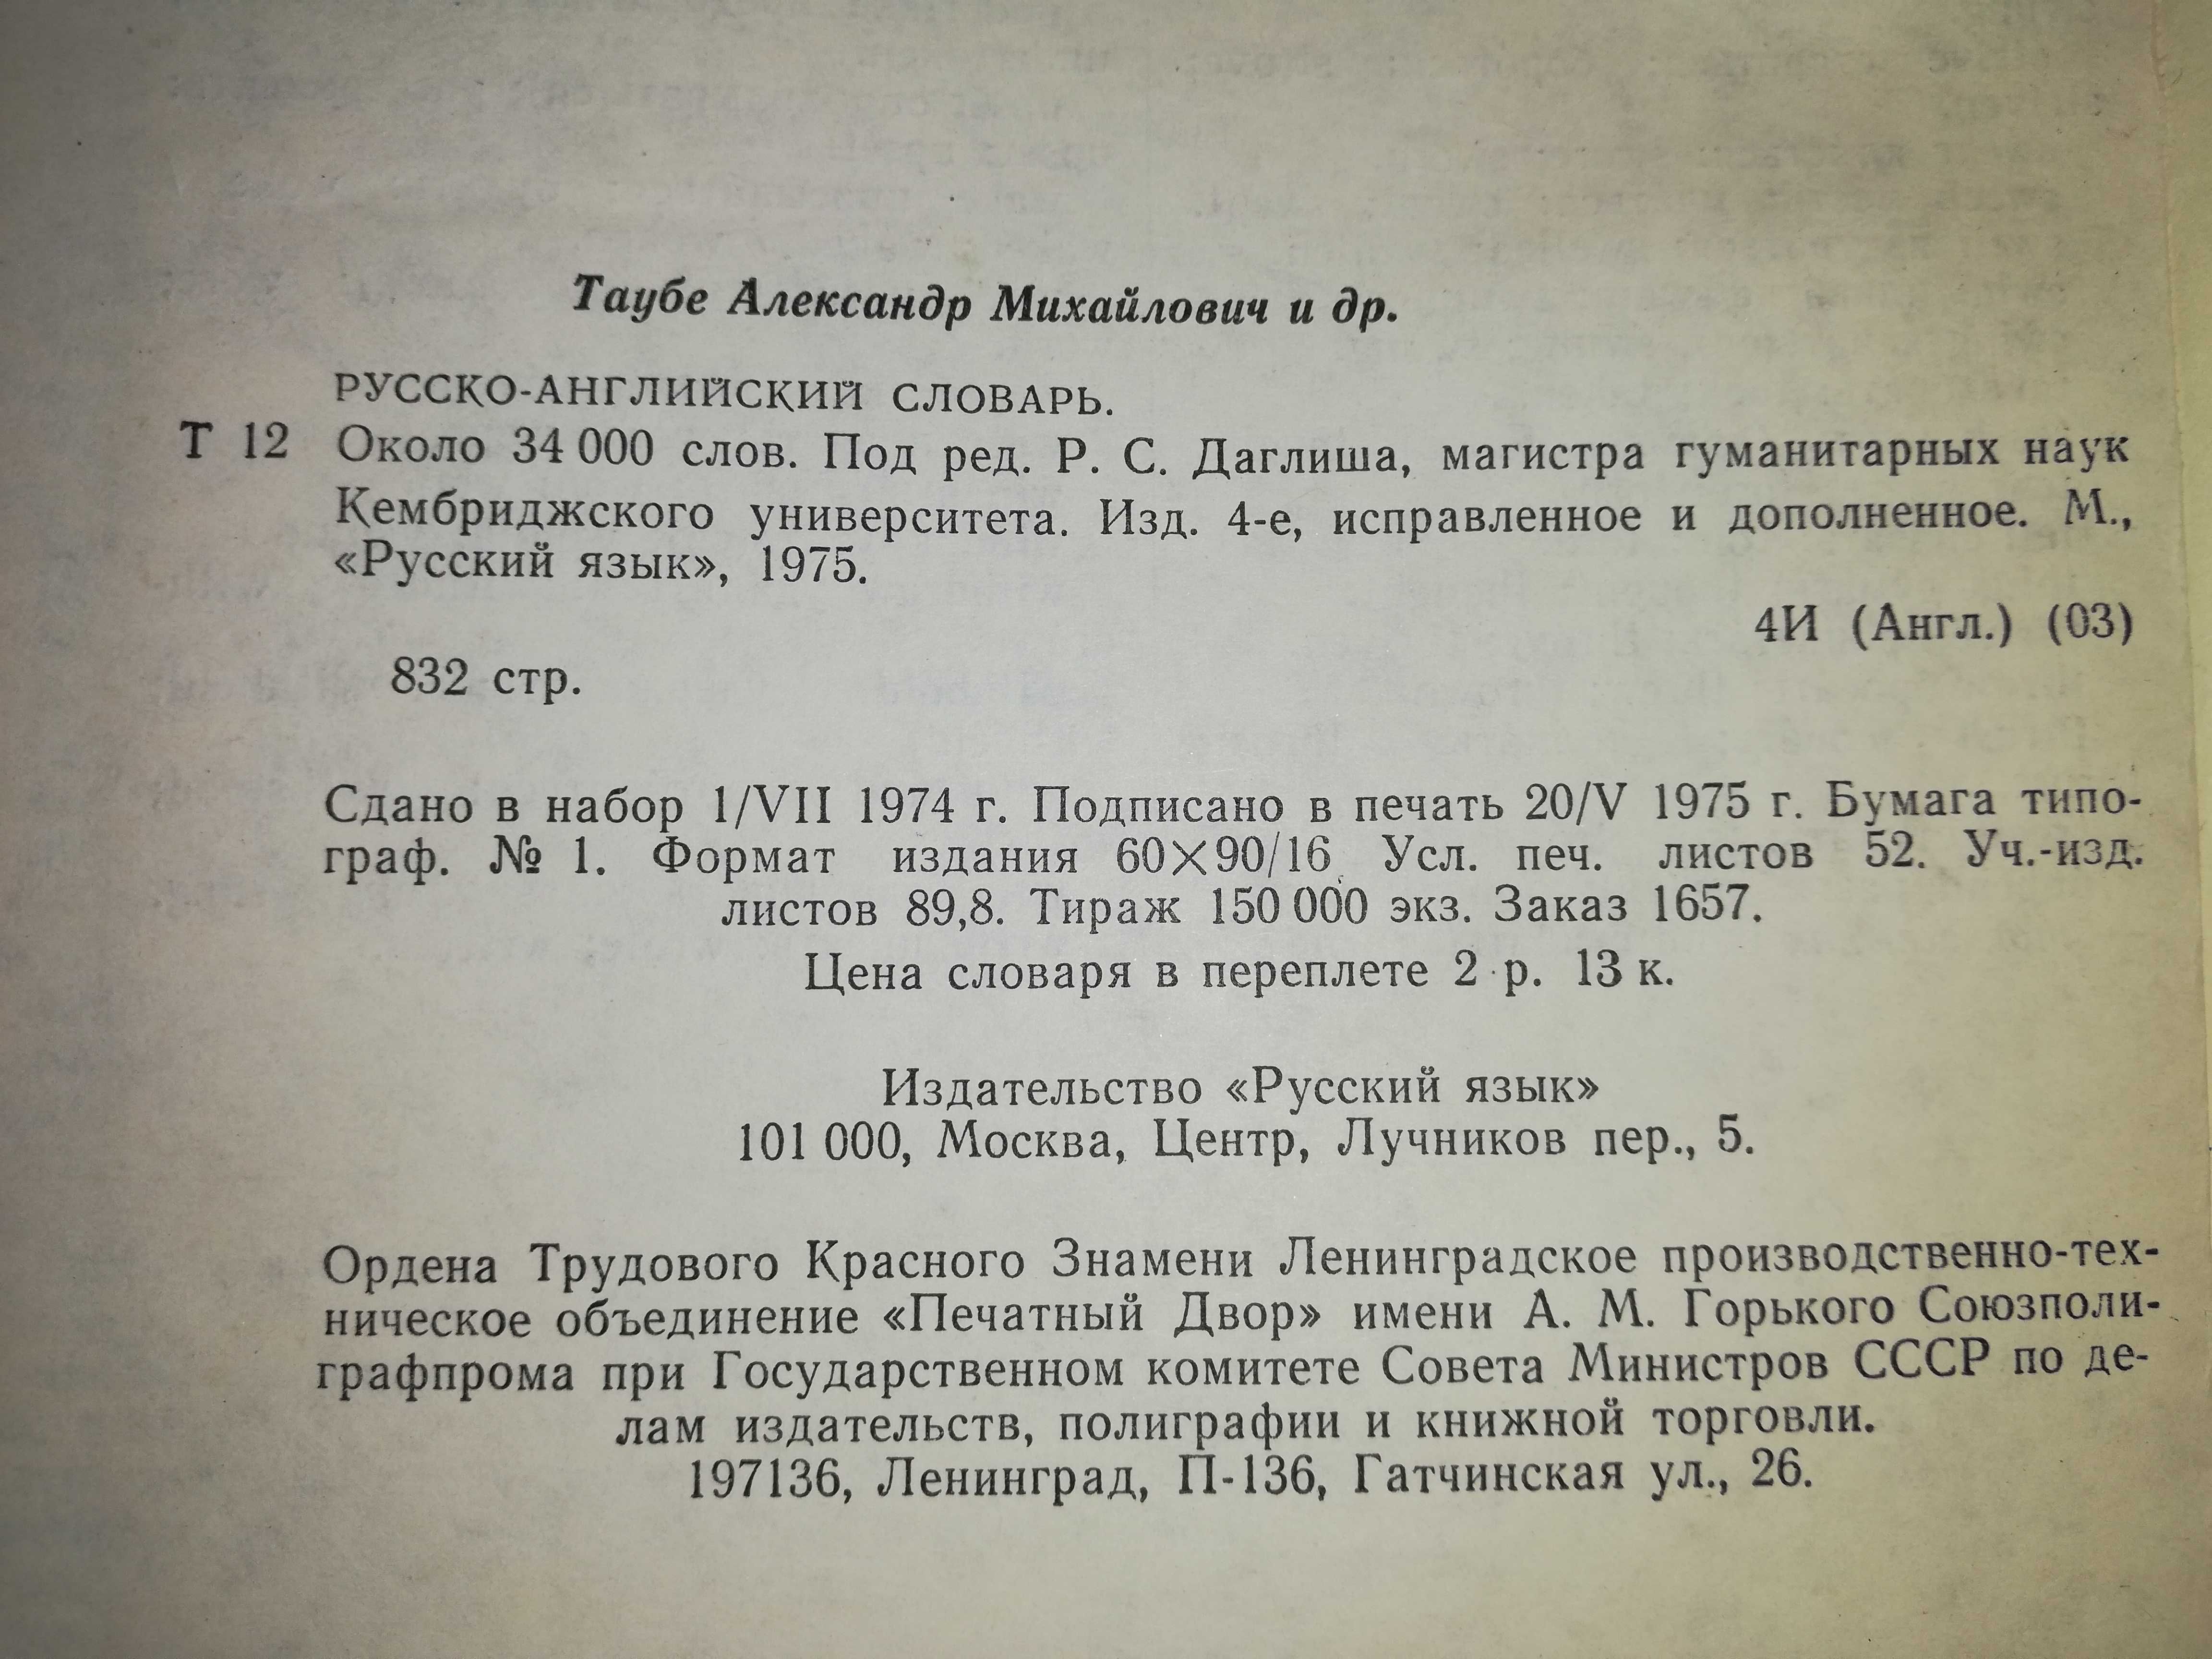 Таубе Александр Михайлович и др.
РУССКО-АНГЛИЙСКИЙ СЛОВАРЬ.
Т 12 Около 34 000 слов. Под ред. Р. С. Даглиша, магистра гуманитарных наук
Кембриджского университета. Изд. 4-е, исправленное и дополненное. М.,
«Русский язык», 1975.
4И (Англ.) (03)
832 стр.
Сдано в набор 1/VII 1974 г. Подписано в печать 20/V 1975 г. Бумага типо-
граф. № 1. Формат издания 60×90/16. Усл. печ. листов 52. Уч.-изд.
листов 89,8. Тираж 150 000 экз. Заказ 1657.
Цена словаря в переплете 2 р. 13 к.
Издательство «Русский язык»
101 000, Москва, Центр, Лучников пер., 5.
Ордена Трудового Красного Знамени Ленинградское производственно-тех-
ническое объединение «Печатный Двор» имени А. М. Горького Союзполи-
графпрома при Государственном комитете Совета Министров СССР по де-
лам издательств, полиграфии и книжной торговли.
197136, Ленинград, П-136, Гатчинская ул., 26.